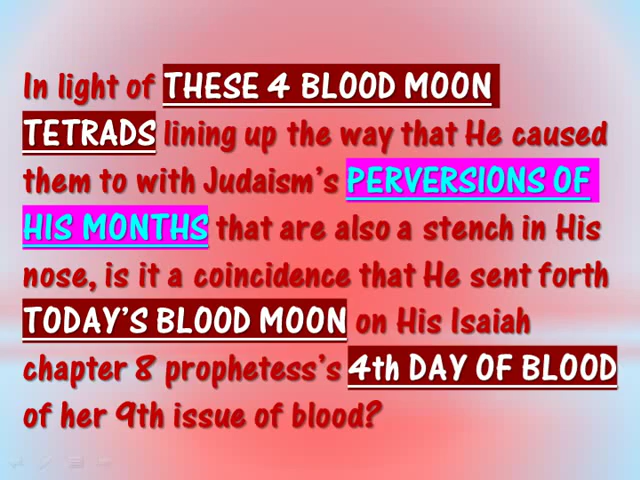 In light of THESE 4 BLOOD MOON
TETRADS lining up the way that He caused
them to with Judaism's PERVERSIONS OF
HIS MONTHS that are also a stench in His
nose, is it a coincidence that He sent forth
TODAY'S BLOOD MOON on His Isaiah
chapter 8 prophetess's 4th DAY OF BLOOD
of her 9th issue of blood?